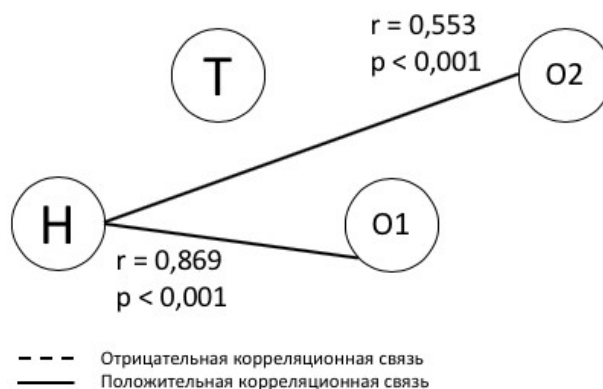 r = 0,553
p < 0,001
T
O2
H
O1
r = 0,869
p < 0,001
Отрицательная корреляционная связь
Положительная корреляционная связь